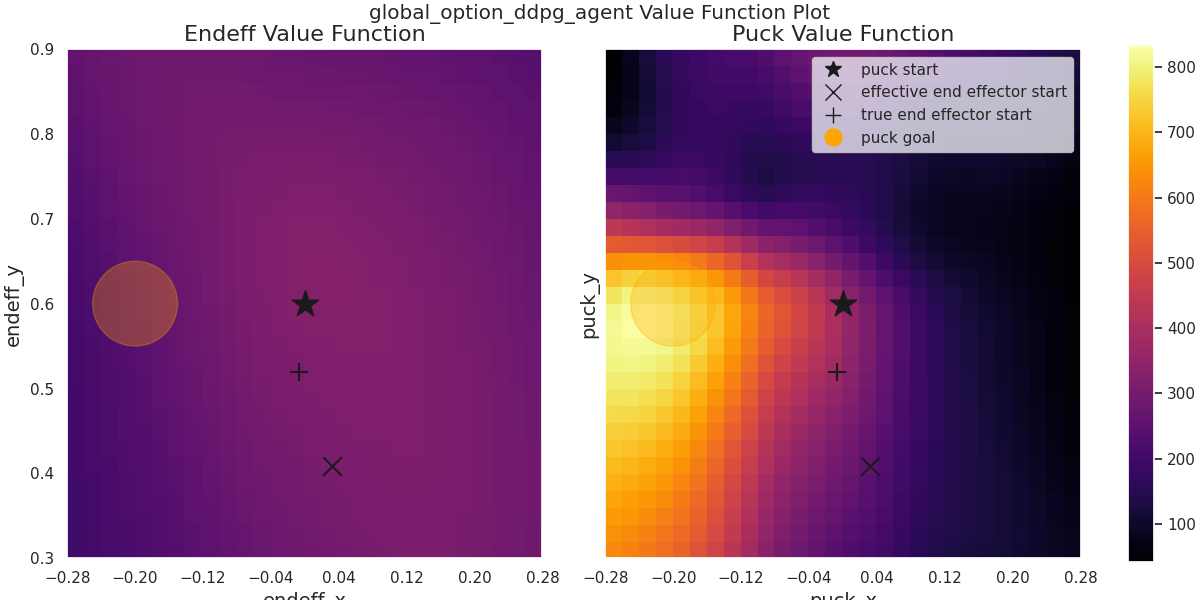 global_option_ddpg_agent Value Function Plot
Endeff Value Function
Puck Value Function
puck start
effective end effector start
true end effector start
puck goal
0.9
0.8
0.7
0.6
0.5
0.4
0.3
endeff_y
−0.28 −0.20 −0.12 −0.04 0.04 0.12 0.20 0.28
endeff_x
puck_y
−0.28 −0.20 −0.12 −0.04 0.04 0.12 0.20 0.28
puck_x
800
700
600
500
400
300
200
100